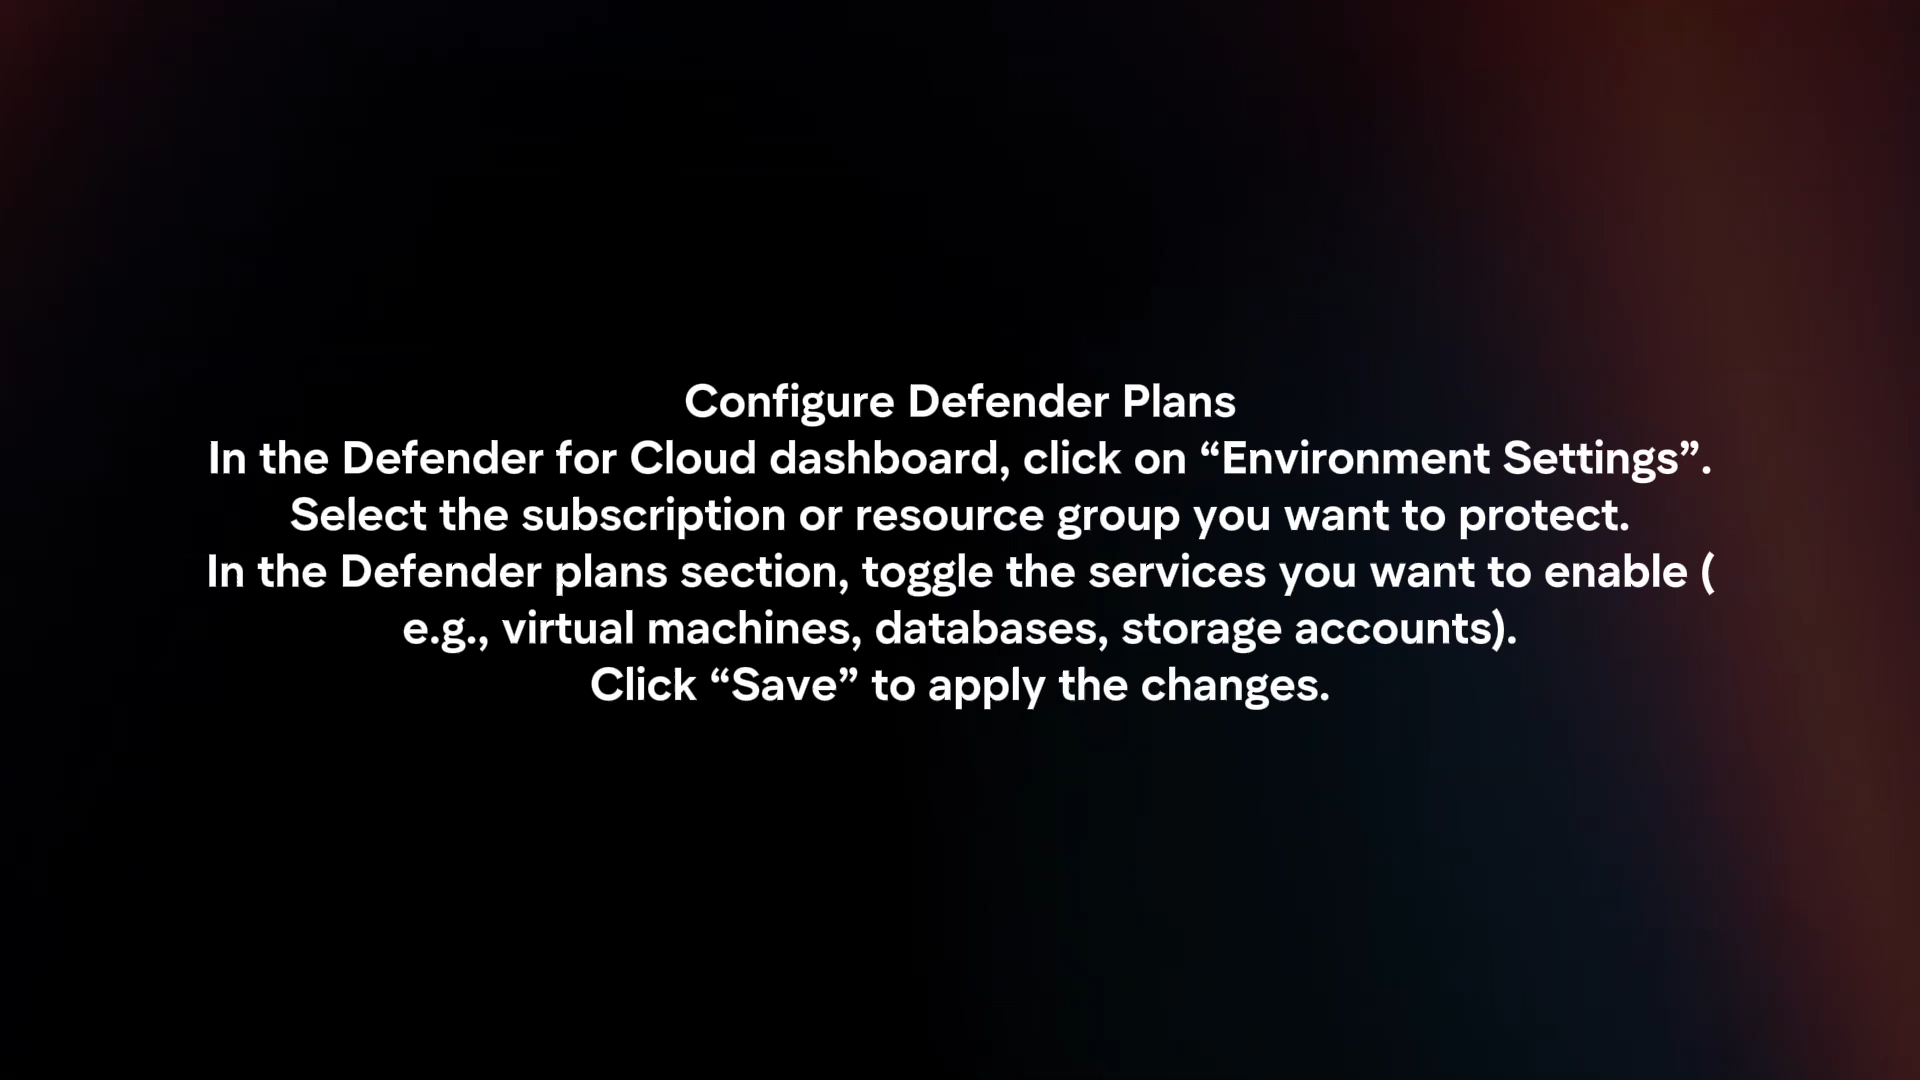 Configure Defender Plans
In the Defender for Cloud dashboard, click on “Environment Settings”.
Select the subscription or resource group you want to protect.
In the Defender plans section, toggle the services you want to enable (
e.g., virtual machines, databases, storage accounts).
Click “Save” to apply the changes.